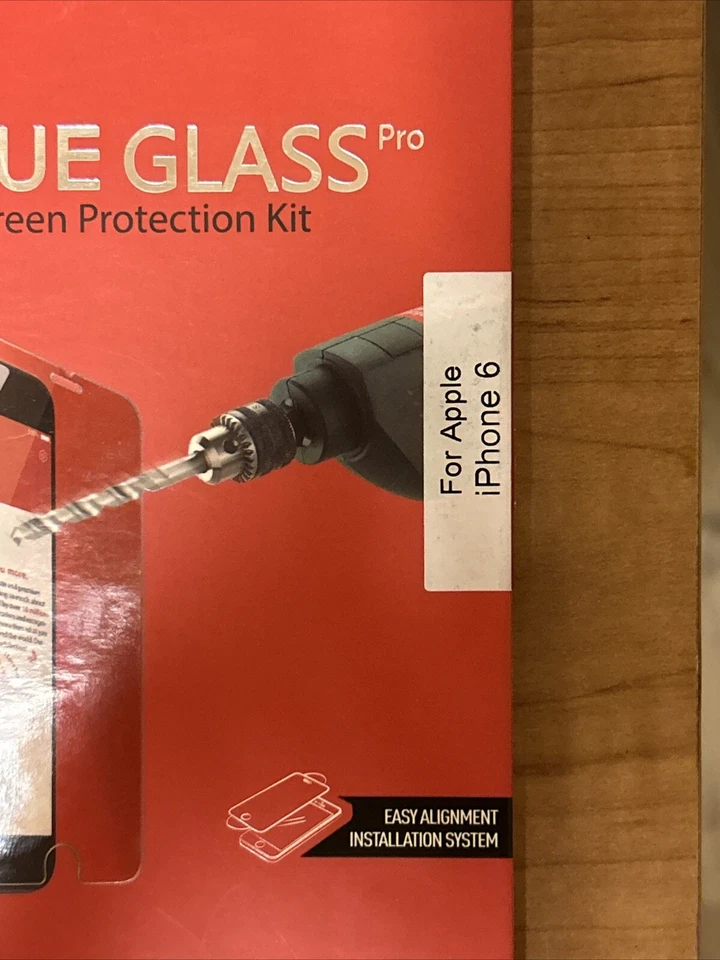 UE GLASS Pro
reen Protection Kit
For Apple
iPhone 6
EASY ALIGNMENT
INSTALLATION SYSTEM